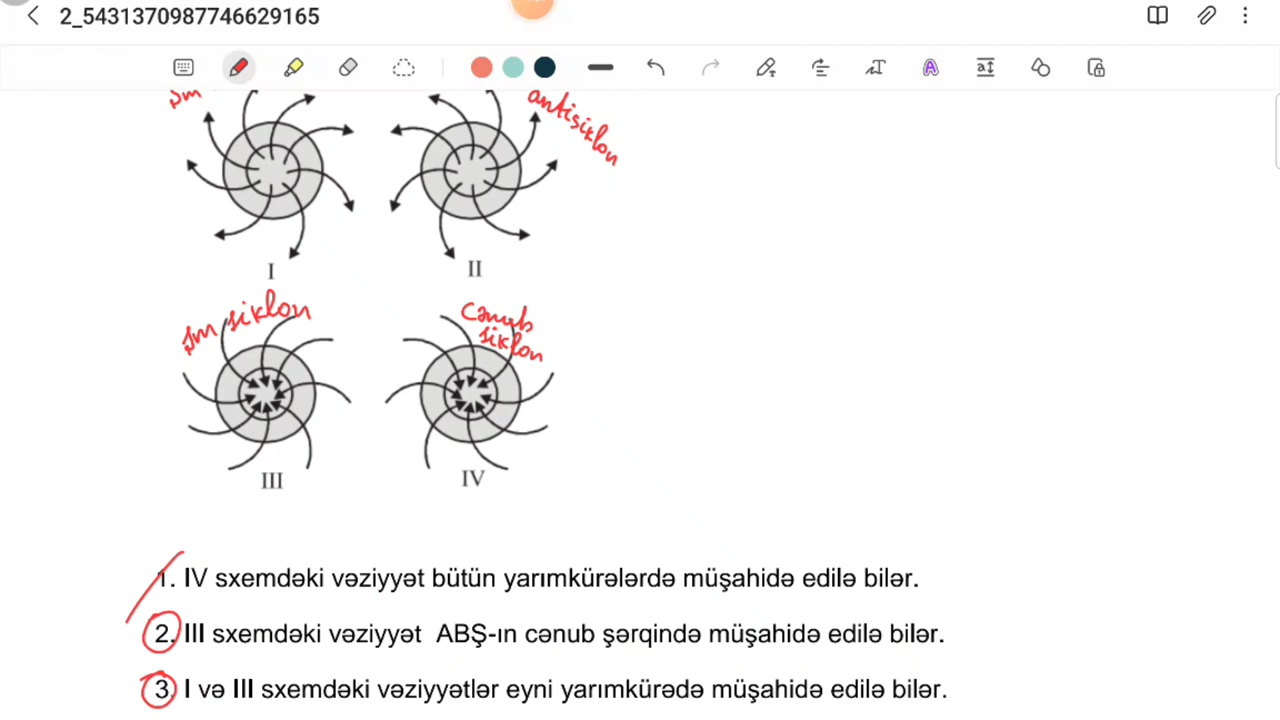 2_5431370987746629165
şm
antisiklon
I
II
şm siklon
Cənub
siklon
III
IV
1. IV sxemdəki vəziyyət bütün yarımkürələrdə müşahidə edilə bilər.
2. III sxemdəki vəziyyət ABŞ-ın cənub şərqində müşahidə edilə bilər.
3 I və III sxemdəki vəziyyətlər eyni yarımkürədə müşahidə edilə bilər.